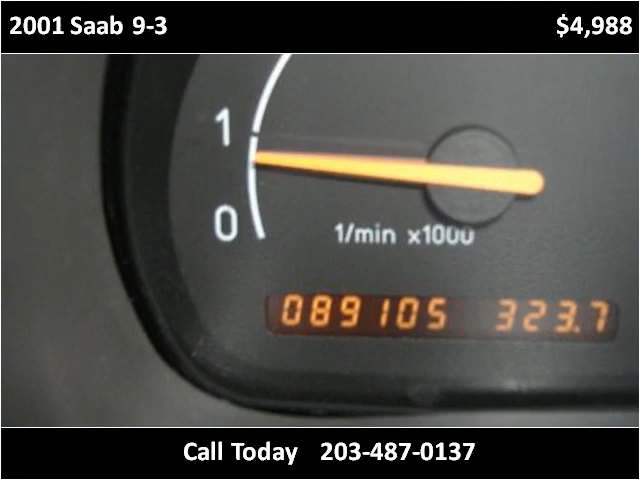 2001 Saab 9-3 $4,988
1
0
1/min x1000
089105 323.7
Call Today 203-487-0137